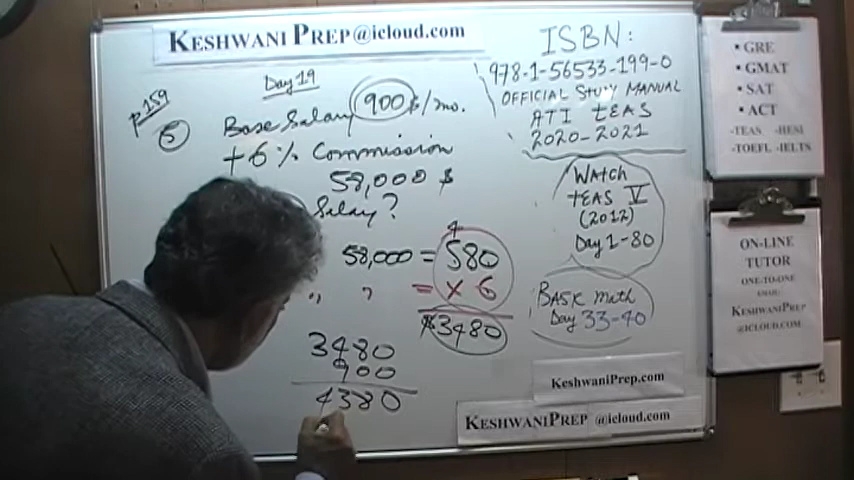 KESHWANI PREP@icloud.com
Day 19
p159
5
Base Salary 900 $/mo.
+6% Commission
58,000 $
Salay?
58,000 = 580
4
" " = × 6
$3480
3480
900
4380
ISBN:
978-1-56533-199-0
OFFICIAL STUDY MANUAL
ATI TEAS
2020-2021
WATCH
TEAS V
(2012)
Day 1-80
BASIC Math
Day 33-40
KeshwaniPrep.com
KESHWANIPREP@icloud.com
• GRE
• GMAT
• SAT
• ACT
-TEAS -HESI
-TOEFL -IELTS
ON-LINE
TUTOR
ONE-TO-ONE
EMAIL:
KESHWANIPREP
@ICLOUD.COM